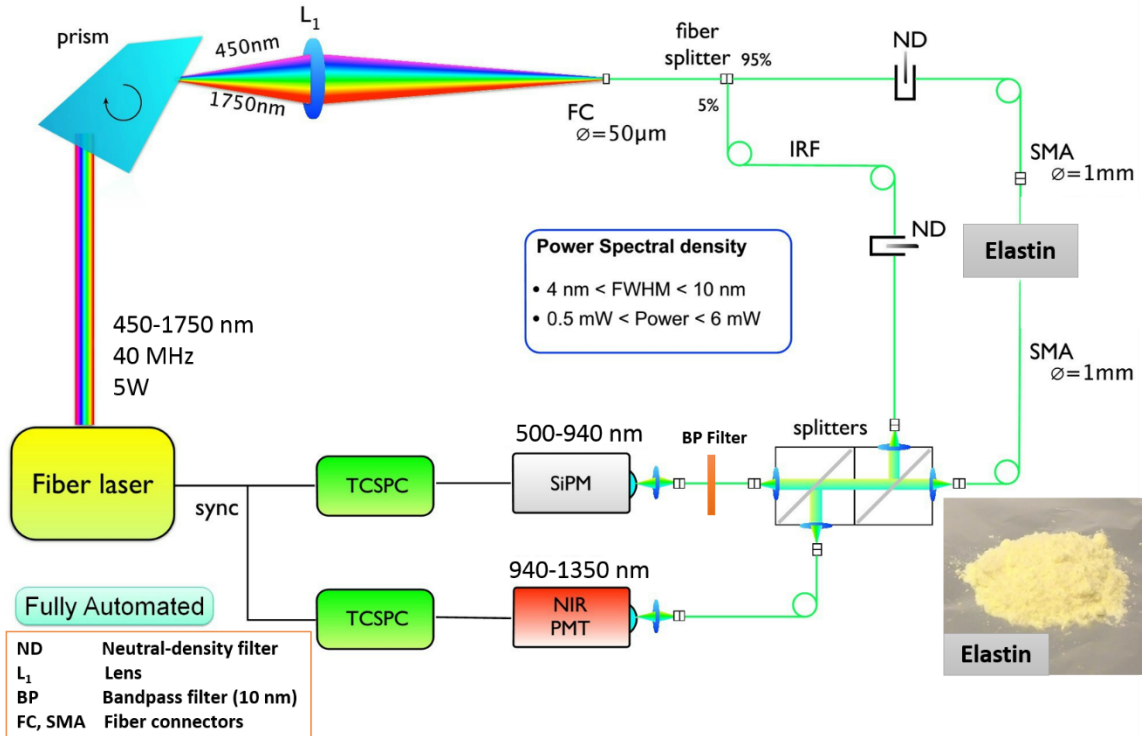 prism
450nm
1750nm
L₁
FC
⌀=50µm
fiber
splitter
95%
5%
IRF
ND
SMA
⌀=1mm
ND
Elastin
Power Spectral density
• 4 nm < FWHM < 10 nm
• 0.5 mW < Power < 6 mW
450-1750 nm
40 MHz
5W
SMA
⌀=1mm
Fiber laser
sync
TCSPC
500-940 nm
SiPM
BP Filter
splitters
TCSPC
940-1350 nm
NIR
PMT
Elastin
Fully Automated
ND Neutral-density filter
L₁ Lens
BP Bandpass filter (10 nm)
FC, SMA Fiber connectors